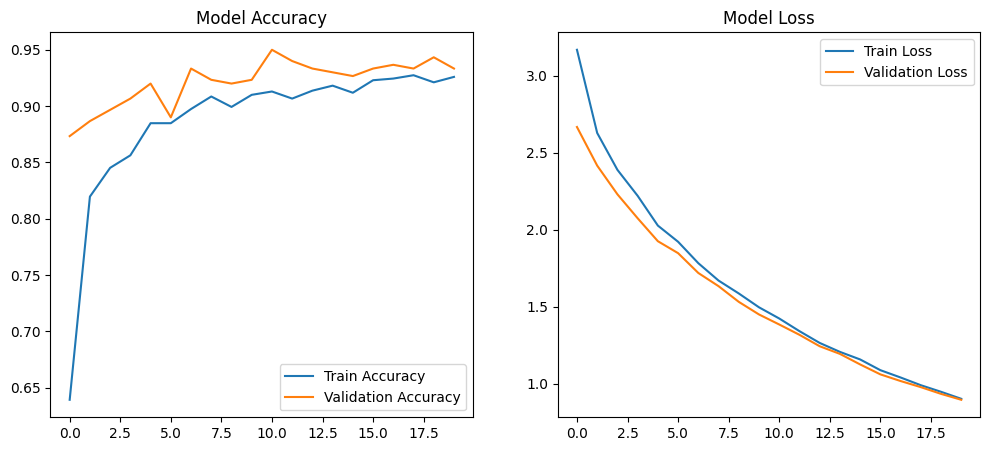 Model Accuracy
0.95
0.90
0.85
0.80
0.75
0.70
0.65
Train Accuracy
Validation Accuracy
0.0 2.5 5.0 7.5 10.0 12.5 15.0 17.5
Model Loss
Train Loss
Validation Loss
3.0
2.5
2.0
1.5
1.0
0.0 2.5 5.0 7.5 10.0 12.5 15.0 17.5